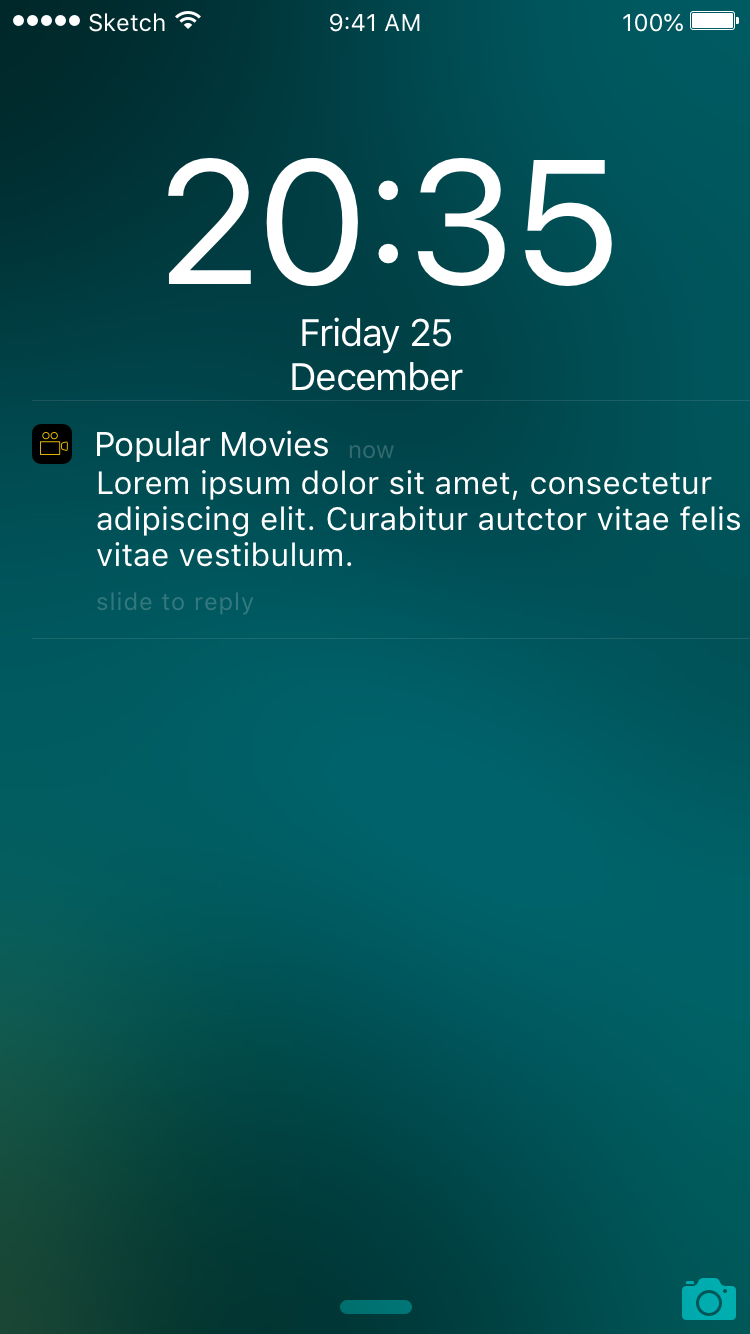 Sketch 9:41 AM 100%
20:35
Friday 25
December
Popular Movies now
Lorem ipsum dolor sit amet, consectetur
adipiscing elit. Curabitur autctor vitae felis
vitae vestibulum.
slide to reply